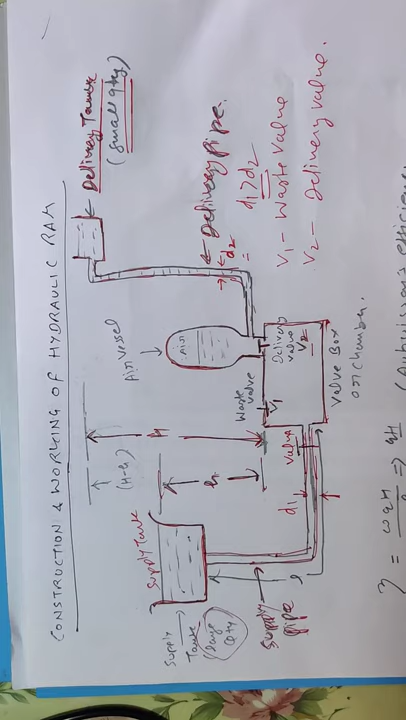 CONSTRUCTION & WORKING OF HYDRAULIC RAM
Delivery Tank
(Small qty)
Supply Tank
Supply
Tank
(Large
qty)
Supply
Pipe
(H-h)
H
h
Air vessel
Air
Delivery pipe.
d2
d1 > d2
V1 - Waste Valve
V2 - Delivery Valve.
Waste valve
V1
Delivery
valve
V2
Valve
d1
l
Valve Box
or chamber.
η =